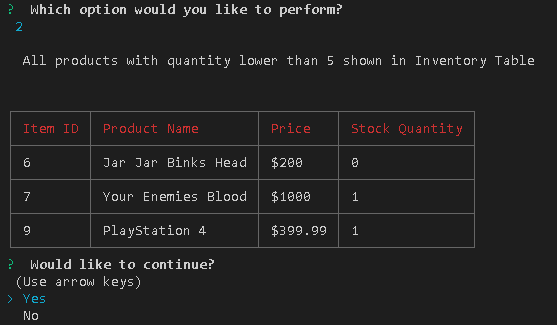 ? Which option would you like to perform?
2
All products with quantity lower than 5 shown in Inventory Table
Item ID Product Name Price Stock Quantity
6 Jar Jar Binks Head $200 0
7 Your Enemies Blood $1000 1
9 PlayStation 4 $399.99 1
? Would like to continue?
(Use arrow keys)
> Yes
No